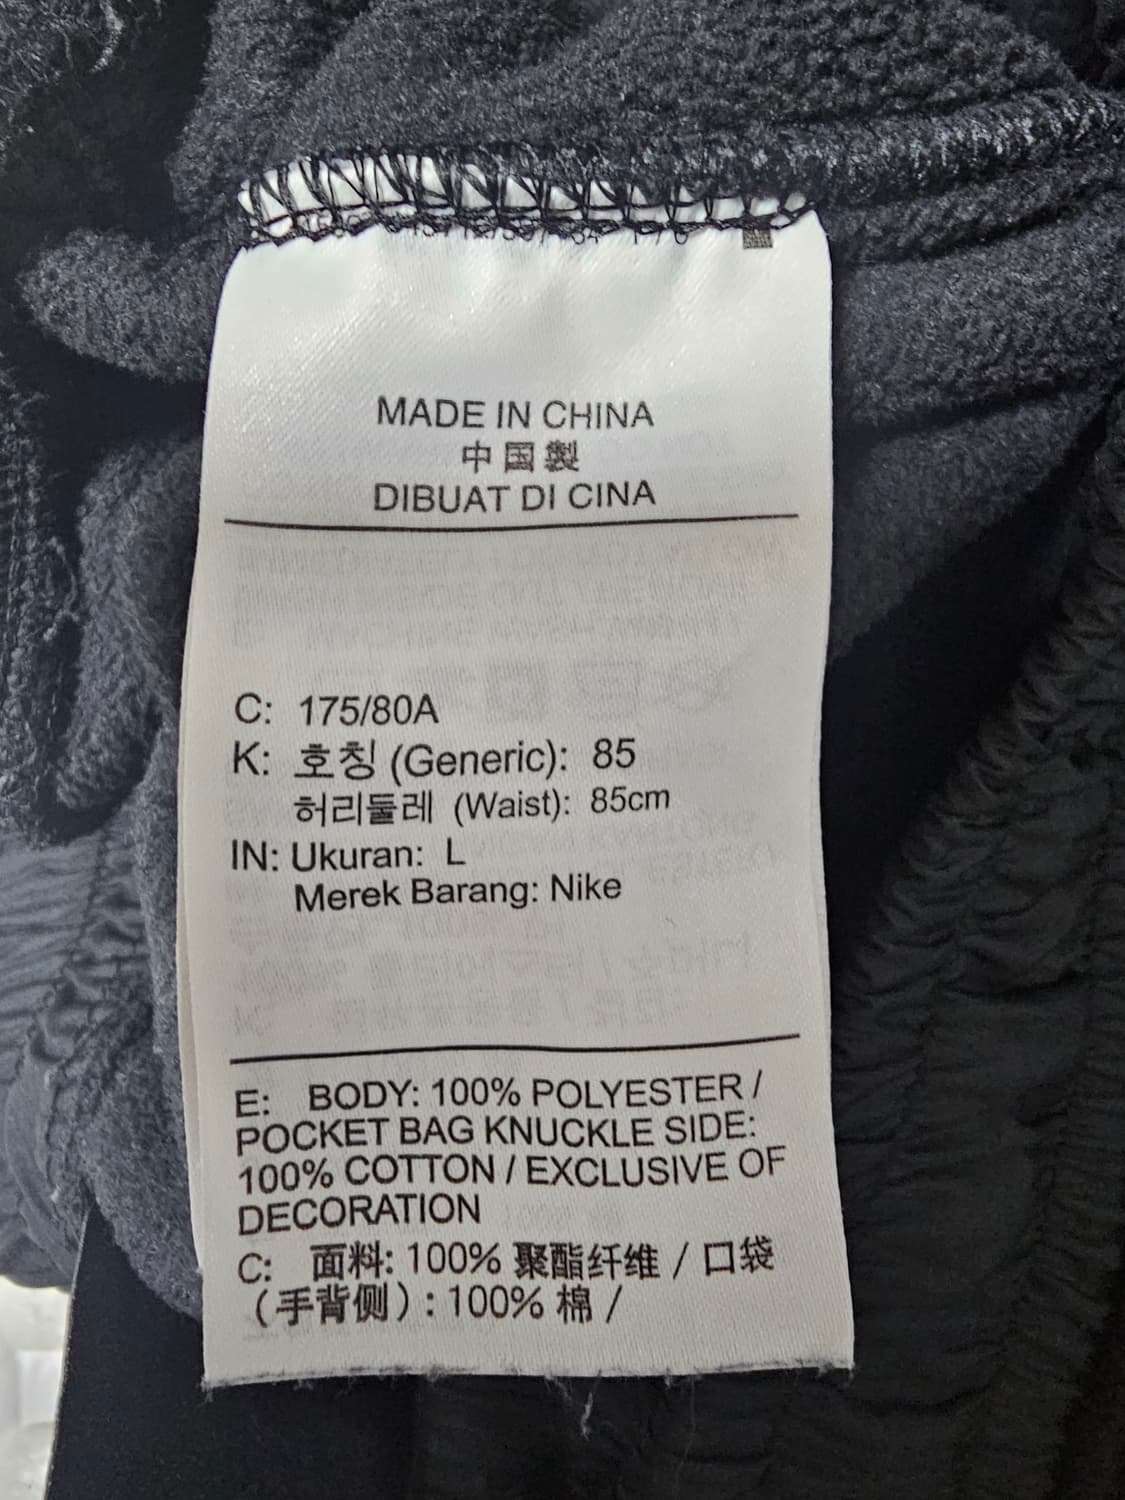 MADE IN CHINA
中国製
DIBUAT DI CINA
C: 175/80A
K: 호칭 (Generic): 85
허리둘레 (Waist): 85cm
IN: Ukuran: L
Merek Barang: Nike
E: BODY: 100% POLYESTER /
POCKET BAG KNUCKLE SIDE:
100% COTTON / EXCLUSIVE OF
DECORATION
C: 面料: 100% 聚酯纤维 / 口袋
(手背侧): 100% 棉 /